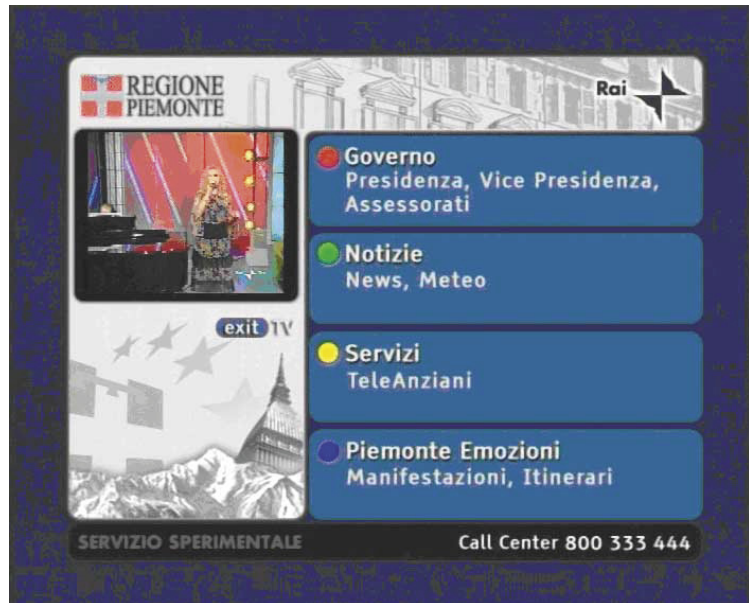 REGIONE
PIEMONTE
Rai
Governo
Presidenza, Vice Presidenza,
Assessorati
Notizie
News, Meteo
exit TV
Servizi
TeleAnziani
Piemonte Emozioni
Manifestazioni, Itinerari
SERVIZIO SPERIMENTALE
Call Center 800 333 444